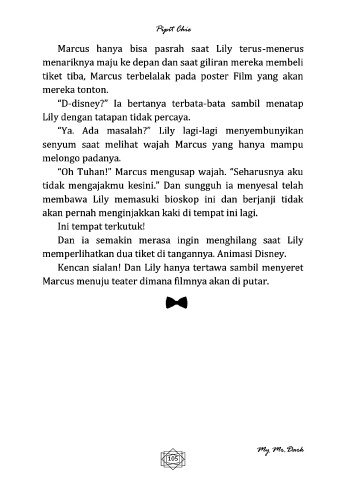 Pipit Chie
Marcus hanya bisa pasrah saat Lily terus-menerus
menariknya maju ke depan dan saat giliran mereka membeli
tiket tiba, Marcus terbelalak pada poster Film yang akan
mereka tonton.
“D-disney?” Ia bertanya terbata-bata sambil menatap
Lily dengan tatapan tidak percaya.
“Ya. Ada masalah?” Lily lagi-lagi menyembunyikan
senyum saat melihat wajah Marcus yang hanya mampu
melongo padanya.
“Oh Tuhan!” Marcus mengusap wajah. “Seharusnya aku
tidak mengajakmu kesini.” Dan sungguh ia menyesal telah
membawa Lily memasuki bioskop ini dan berjanji tidak
akan pernah menginjakkan kaki di tempat ini lagi.
Ini tempat terkutuk!
Dan ia semakin merasa ingin menghilang saat Lily
memperlihatkan dua tiket di tangannya. Animasi Disney.
Kencan sialan! Dan Lily hanya tertawa sambil menyeret
Marcus menuju teater dimana filmnya akan di putar.
My Mr. Dark
105